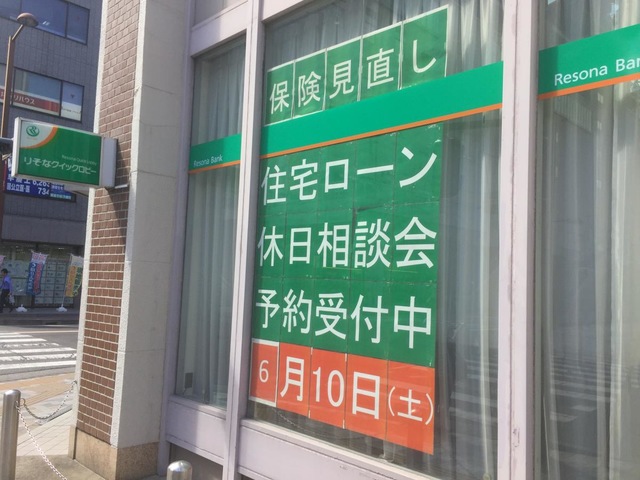 保険見直し
Resona Bank
Resona Bank
住宅ローン
休日相談会
予約受付中
6月10日(土)
りそなクイックロビー